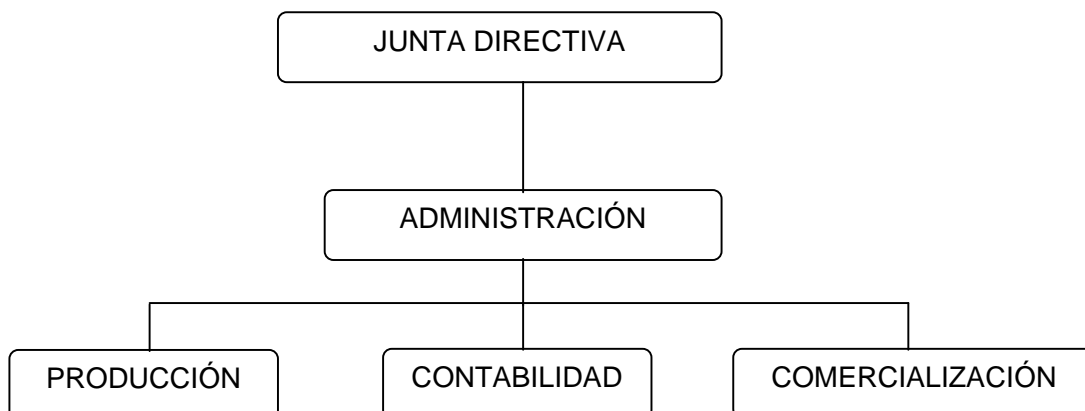 JUNTA DIRECTIVA
ADMINISTRACIÓN
PRODUCCIÓN
CONTABILIDAD
COMERCIALIZACIÓN